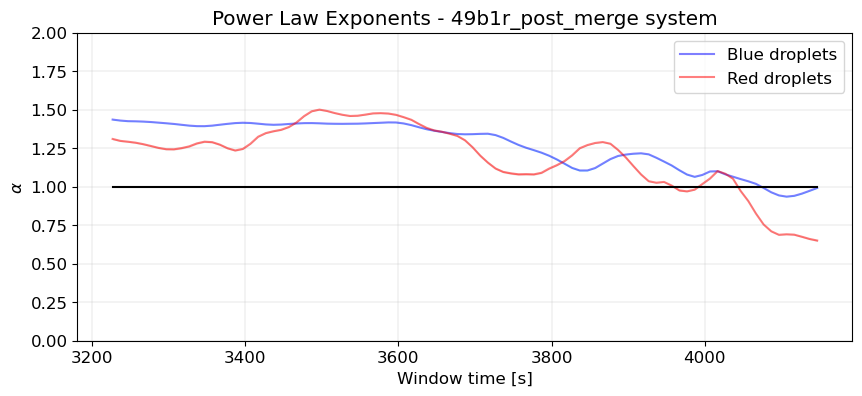 Power Law Exponents - 49b1r_post_merge system
2.00
1.75
1.50
1.25
1.00
0.75
0.50
0.25
0.00
α
Blue droplets
Red droplets
3200
3400
3600
3800
4000
Window time [s]